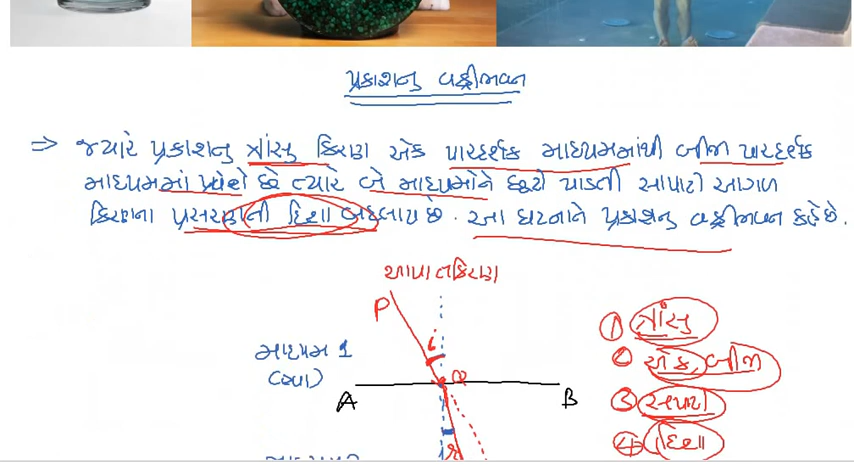 પ્રકાશનુ વક્રીભવન
⇒ જ્યારે પ્રકાશનુ ત્રાંસુ કિરણ એક પારદર્શક માધ્યમમાંથી બીજા પારદર્શક
માધ્યમમાં પ્રવેશે છે ત્યારે બે માધ્યમોને છુટી પાડતી સપાટી આગળ
કિરણના પ્રસરણની દિશા બદલાય છે. આ ઘટનાને પ્રકાશનુ વક્રીભવન કહે છે.
આપાતકિરણ
P
i
માધ્યમ 1
(હવા)
A
Q
B
r
① ત્રાંસુ
② એક, બીજા
③ સપાટી
④ દિશા